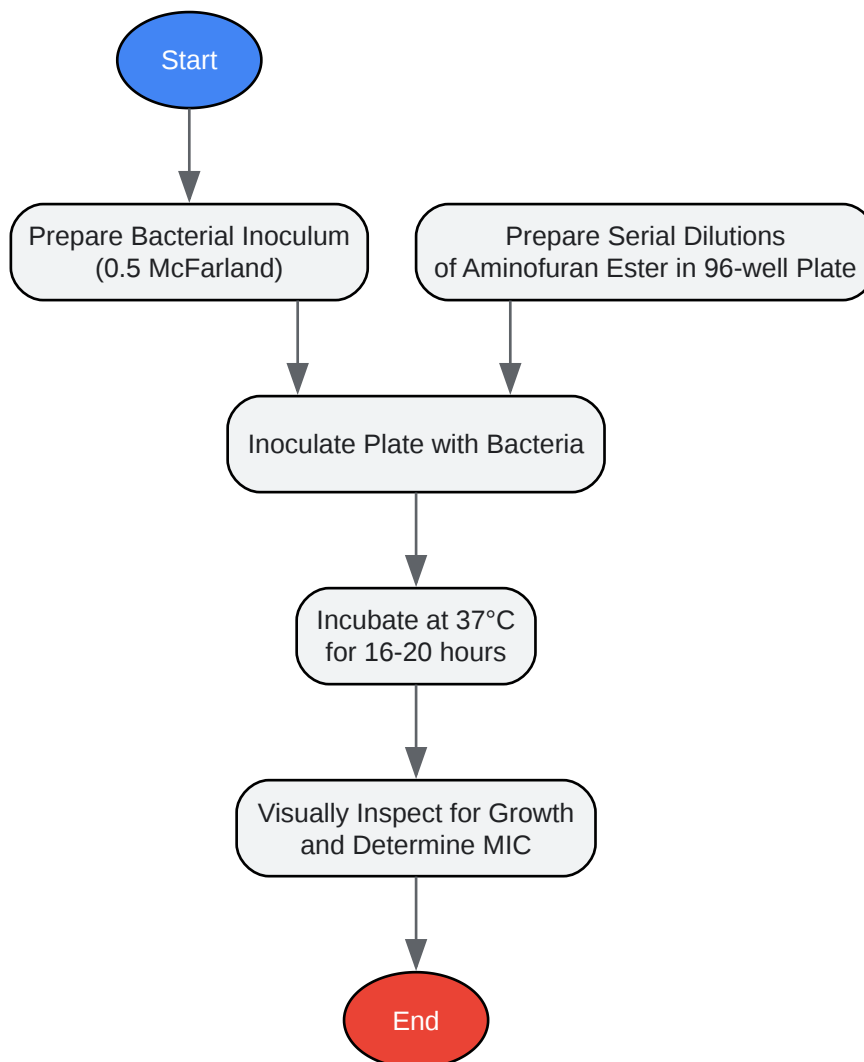 Start
Prepare Bacterial Inoculum
(0.5 McFarland)
Prepare Serial Dilutions
of Aminofuran Ester in 96-well Plate
Inoculate Plate with Bacteria
Incubate at 37°C
for 16-20 hours
Visually Inspect for Growth
and Determine MIC
End